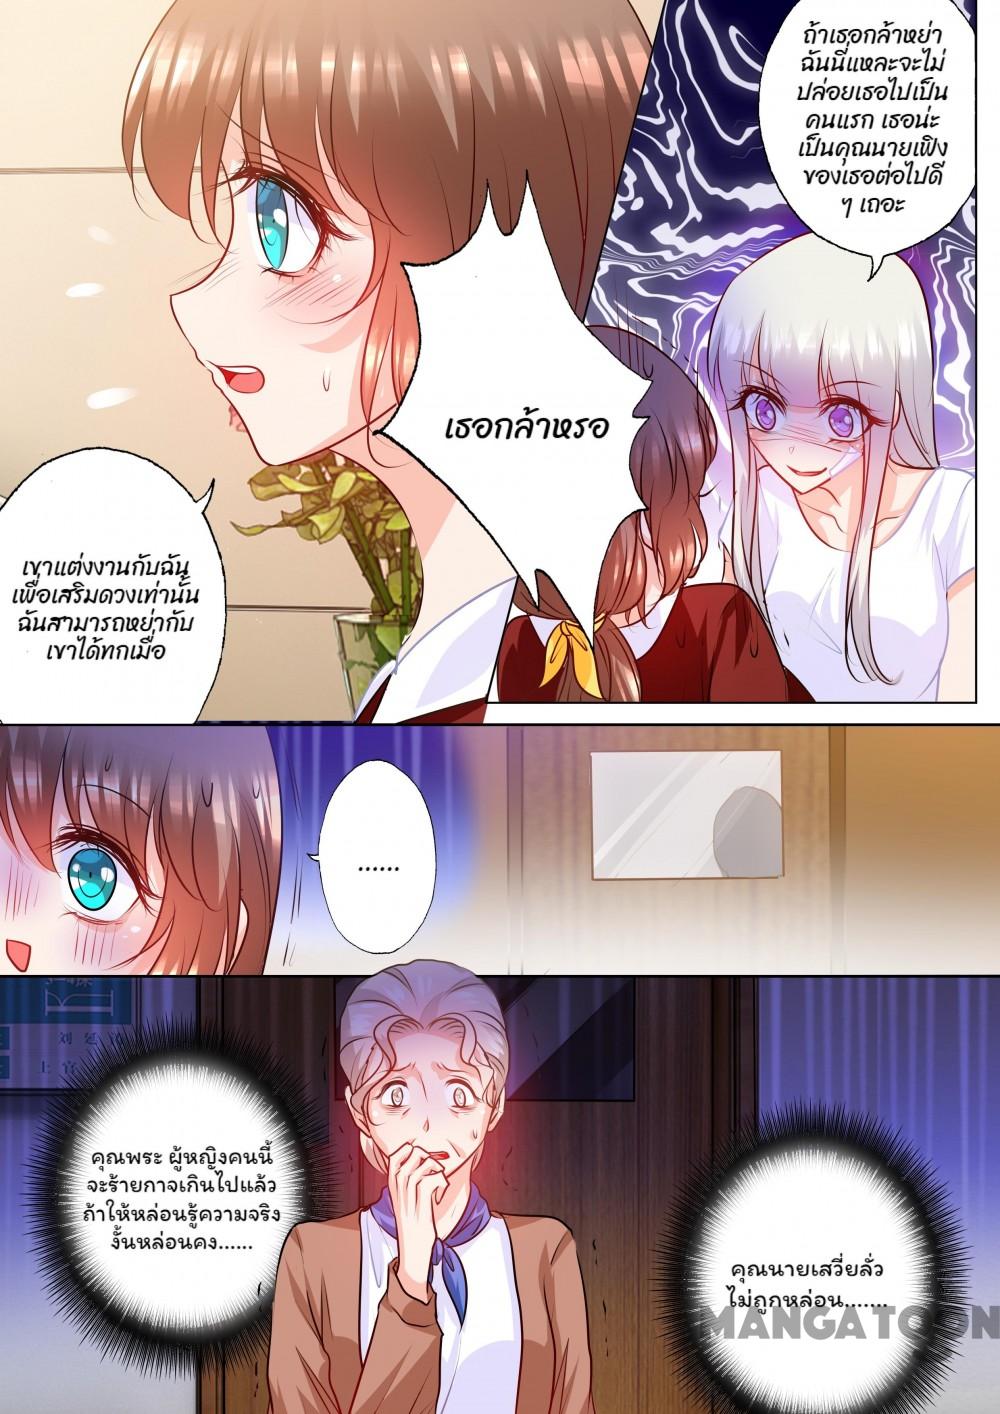 ถ้าเธอกล้าหย่า
ฉันนี่แหละจะไม่
ปล่อยเธอไปเป็น
คนแรก เธอน่ะ
เป็นคุณนายเฟิง
ของเธอต่อไปดี
ๆ เถอะ
เธอกล้าหรอ
เขาแต่งงานกับฉัน
เพื่อเสริมดวงเท่านั้น
ฉันสามารถหย่ากับ
เขาได้ทุกเมื่อ
......
刘延
上官
คุณพระ ผู้หญิงคนนี้
จะร้ายกาจเกินไปแล้ว
ถ้าให้หล่อนรู้ความจริง
งั้นหล่อนคง......
คุณนายเสวี่ยลั่ว
ไม่ถูกหล่อน.......
MANGATOON